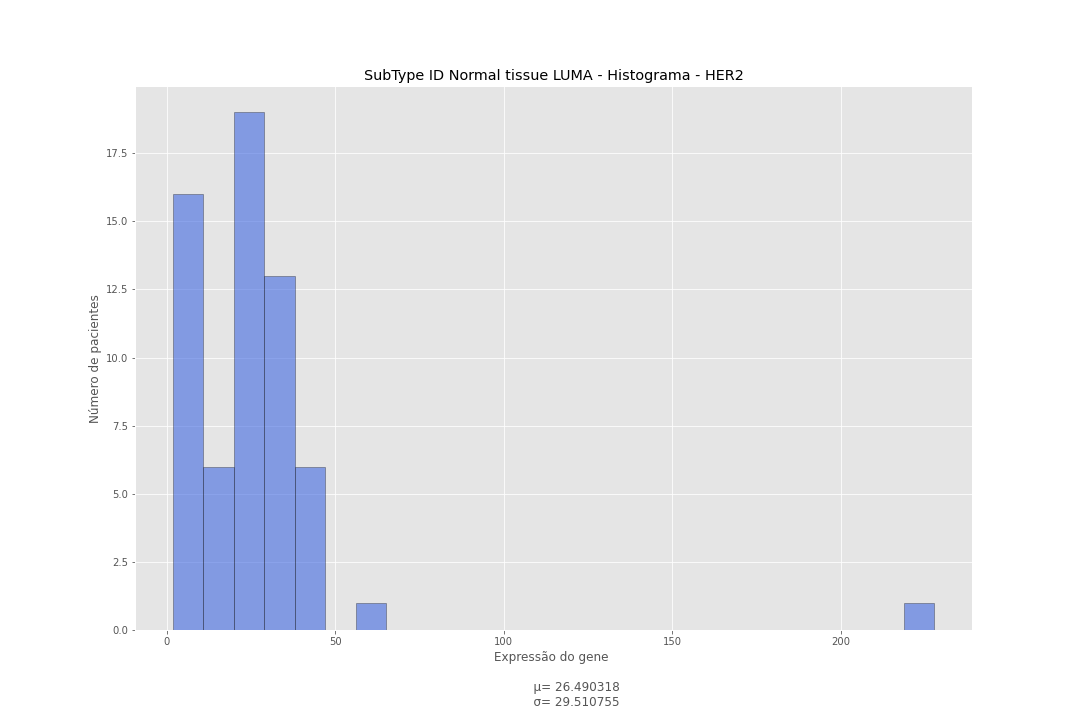 SubType ID Normal tissue LUMA - Histograma - HER2
Número de pacientes
17.5
15.0
12.5
10.0
7.5
5.0
2.5
0.0
0 50 100 150 200
Expressão do gene
μ= 26.490318
σ= 29.510755